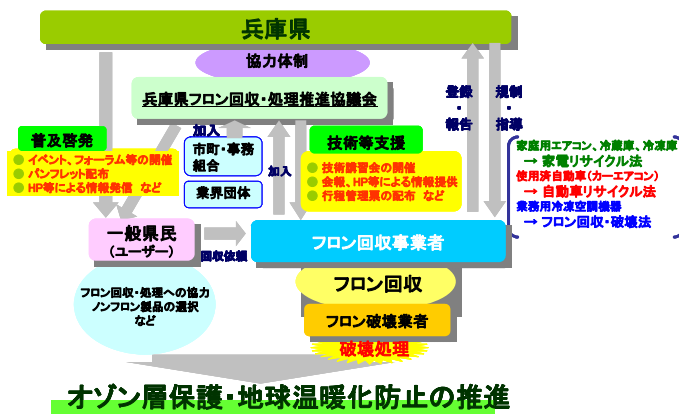 兵庫県
協力体制
兵庫県フロン回収・処理推進協議会
登録・報告
規制・指導
普及啓発
● イベント、フォーラム等の開催
● パンフレット配布
● HP等による情報発信 など
加入
市町・事務組合
業界団体
加入
技術等支援
● 技術講習会の開催
● 会報、HP等による情報提供
● 行程管理票の配布 など
家庭用エアコン、冷蔵庫、冷凍庫
→ 家電リサイクル法
使用済自動車(カーエアコン)
→ 自動車リサイクル法
業務用冷凍空調機器
→ フロン回収・破壊法
一般県民
(ユーザー)
回収依頼
フロン回収事業者
フロン回収・処理への協力
ノンフロン製品の選択
など
フロン回収
フロン破壊業者
破壊処理
オゾン層保護・地球温暖化防止の推進